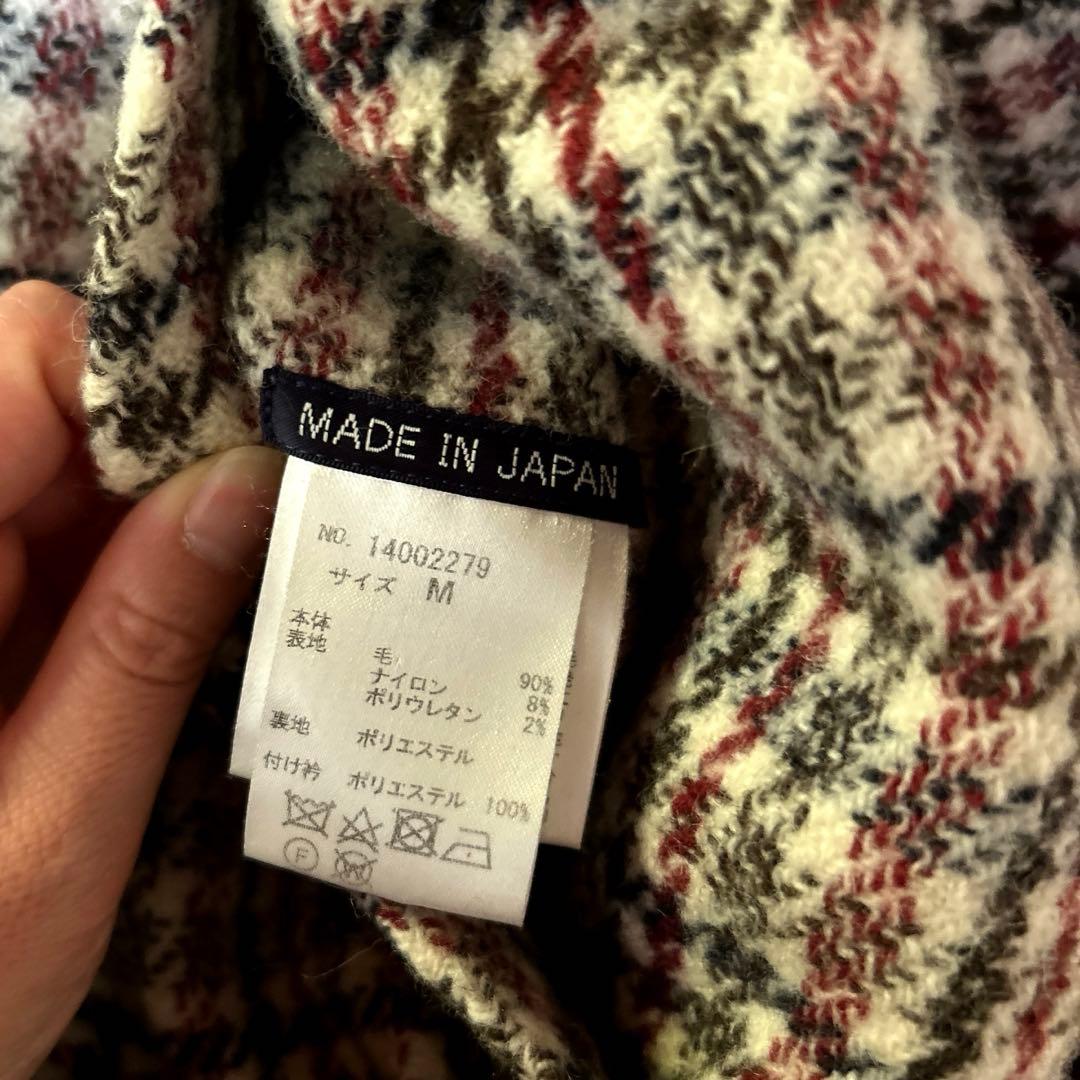 MADE IN JAPAN
NO. 14002279
サイズ M
本体
表地
毛 90%
ナイロン 8%
ポリウレタン 2%
裏地 ポリエステル
付け衿 ポリエステル 100%
F
W